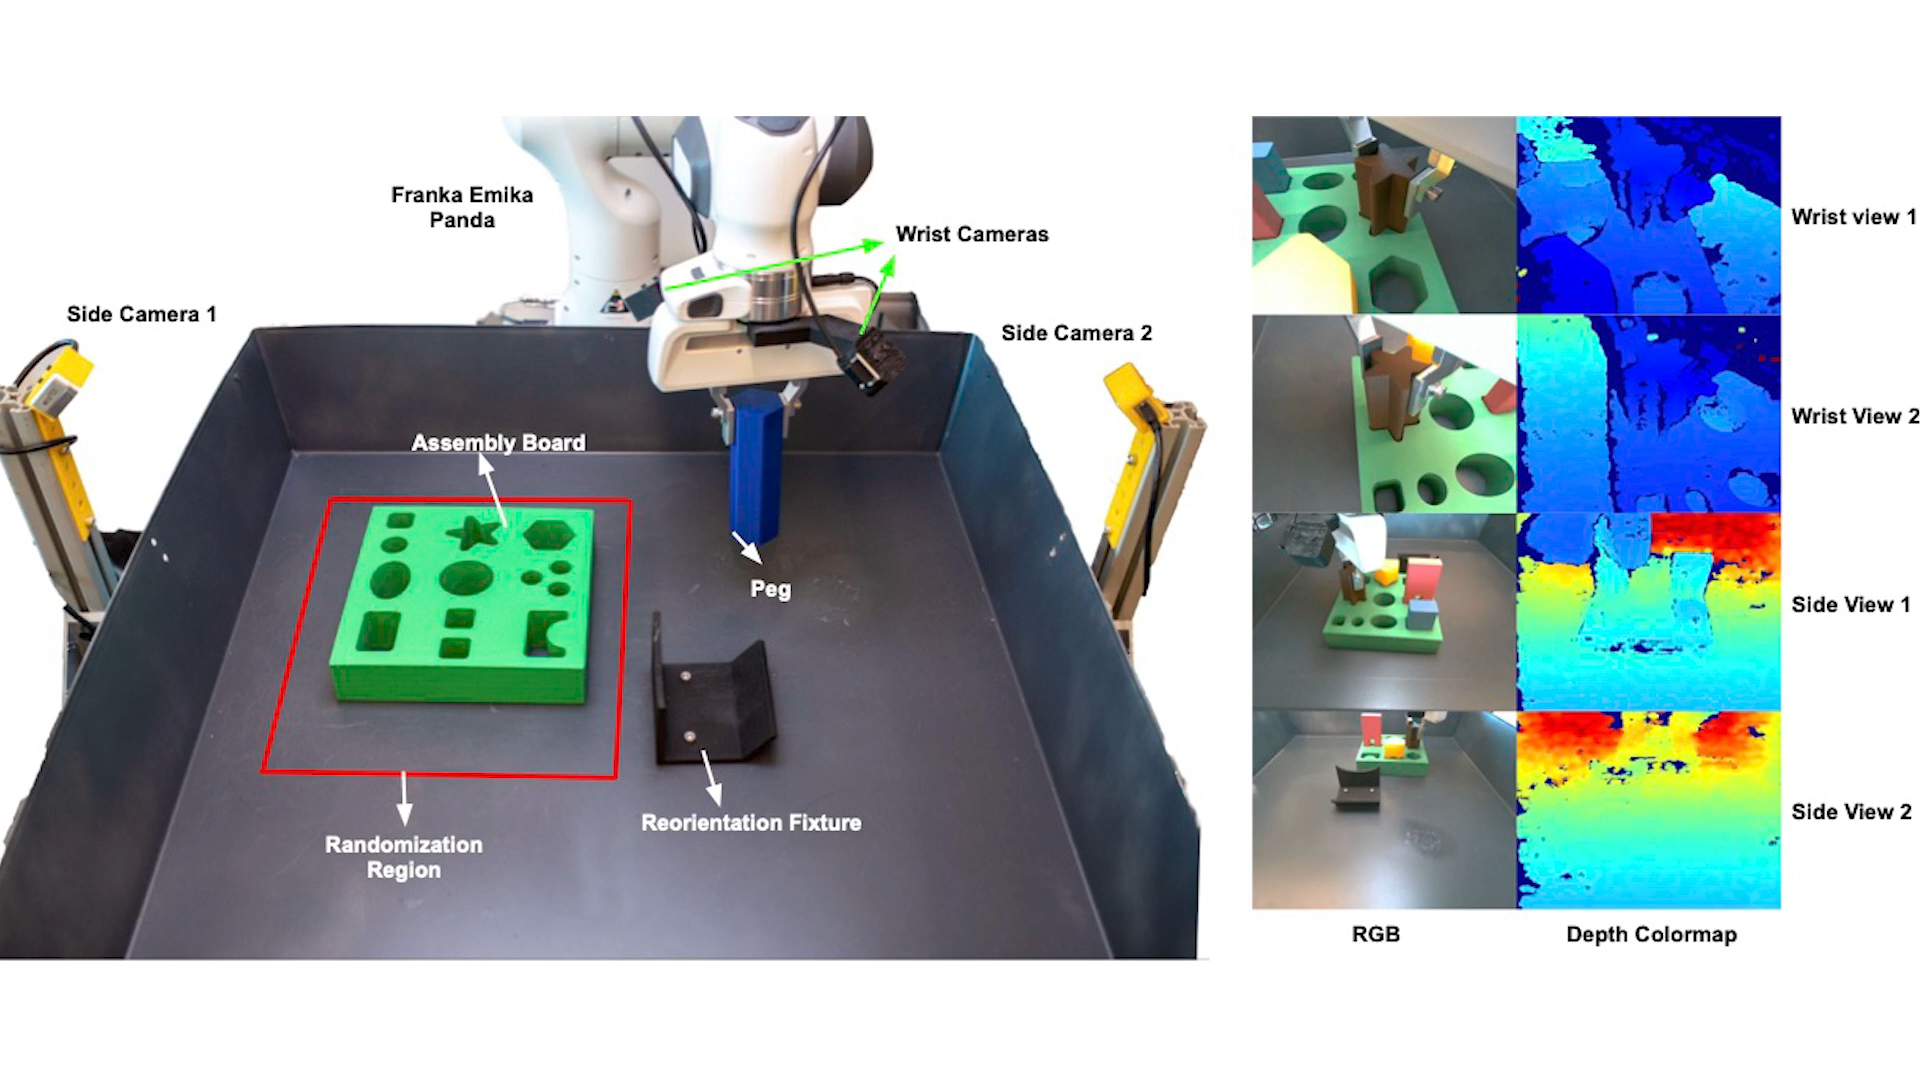 Franka Emika
Panda
Wrist Cameras
Side Camera 1
Side Camera 2
Assembly Board
Peg
Reorientation Fixture
Randomization
Region
Wrist view 1
Wrist View 2
Side View 1
Side View 2
RGB
Depth Colormap